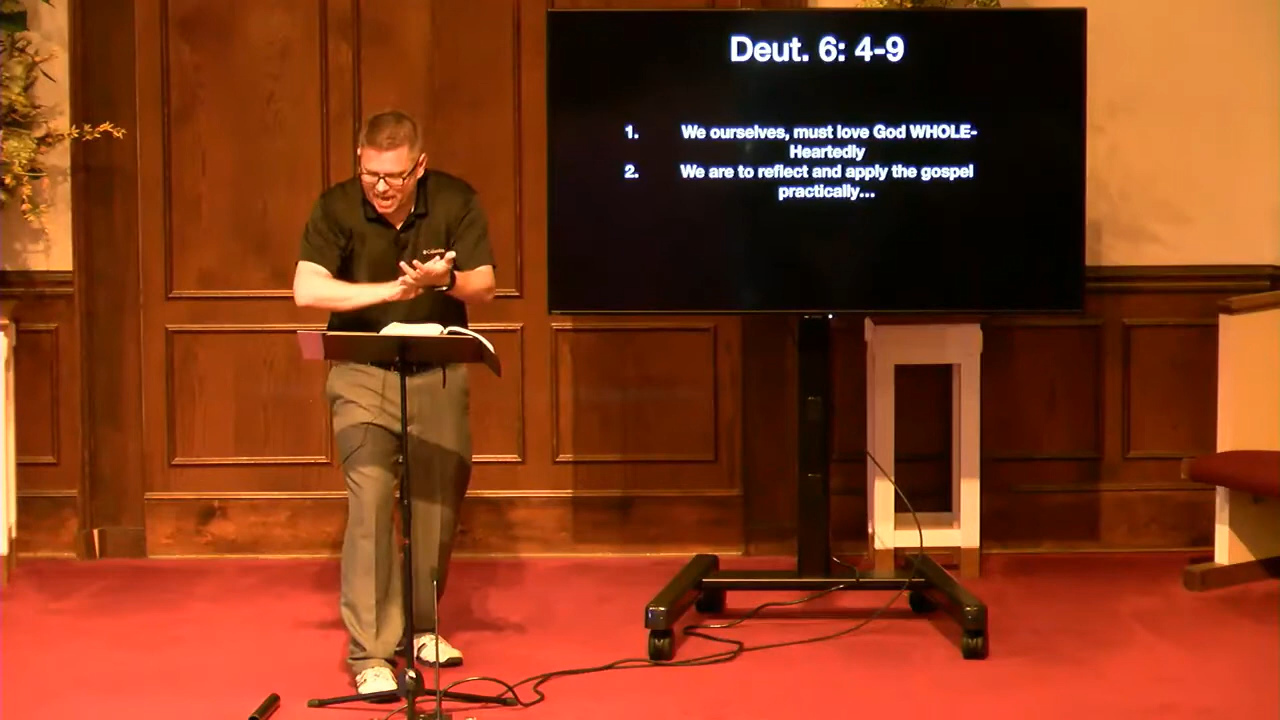 Deut. 6: 4-9
1. We ourselves, must love God WHOLE-
Heartedly
2. We are to reflect and apply the gospel
practically...
Columbia